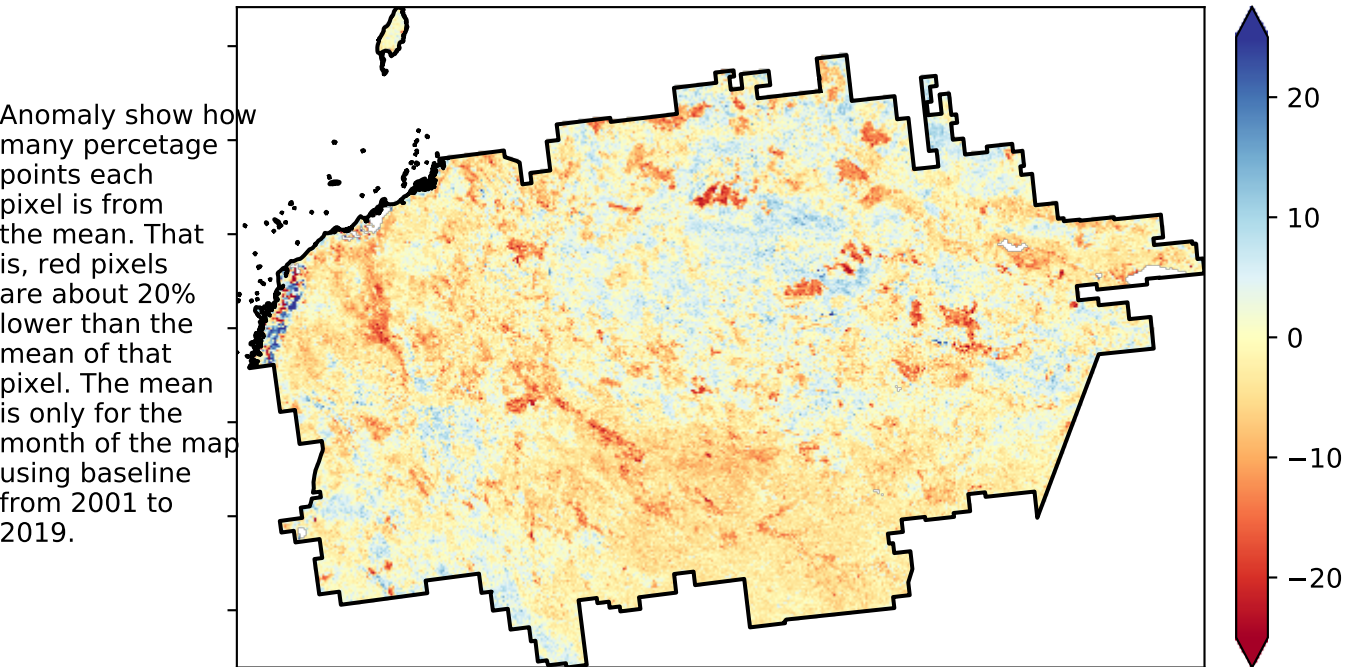 Anomaly show how
many percetage
points each
pixel is from
the mean. That
is, red pixels
are about 20%
lower than the
mean of that
pixel. The mean
is only for the
month of the map
using baseline
from 2001 to
2019.
20
10
0
−10
−20